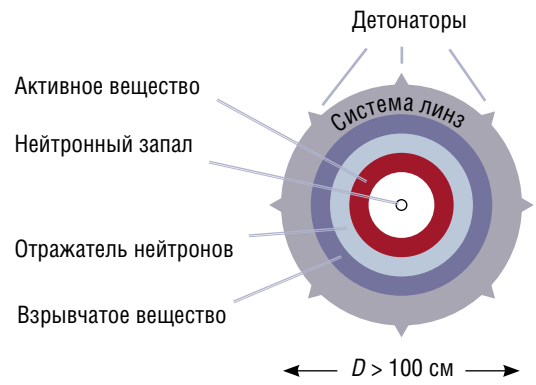 Детонаторы
Активное вещество
Система линз
Нейтронный запал
Отражатель нейтронов
Взрывчатое вещество
D > 100 см